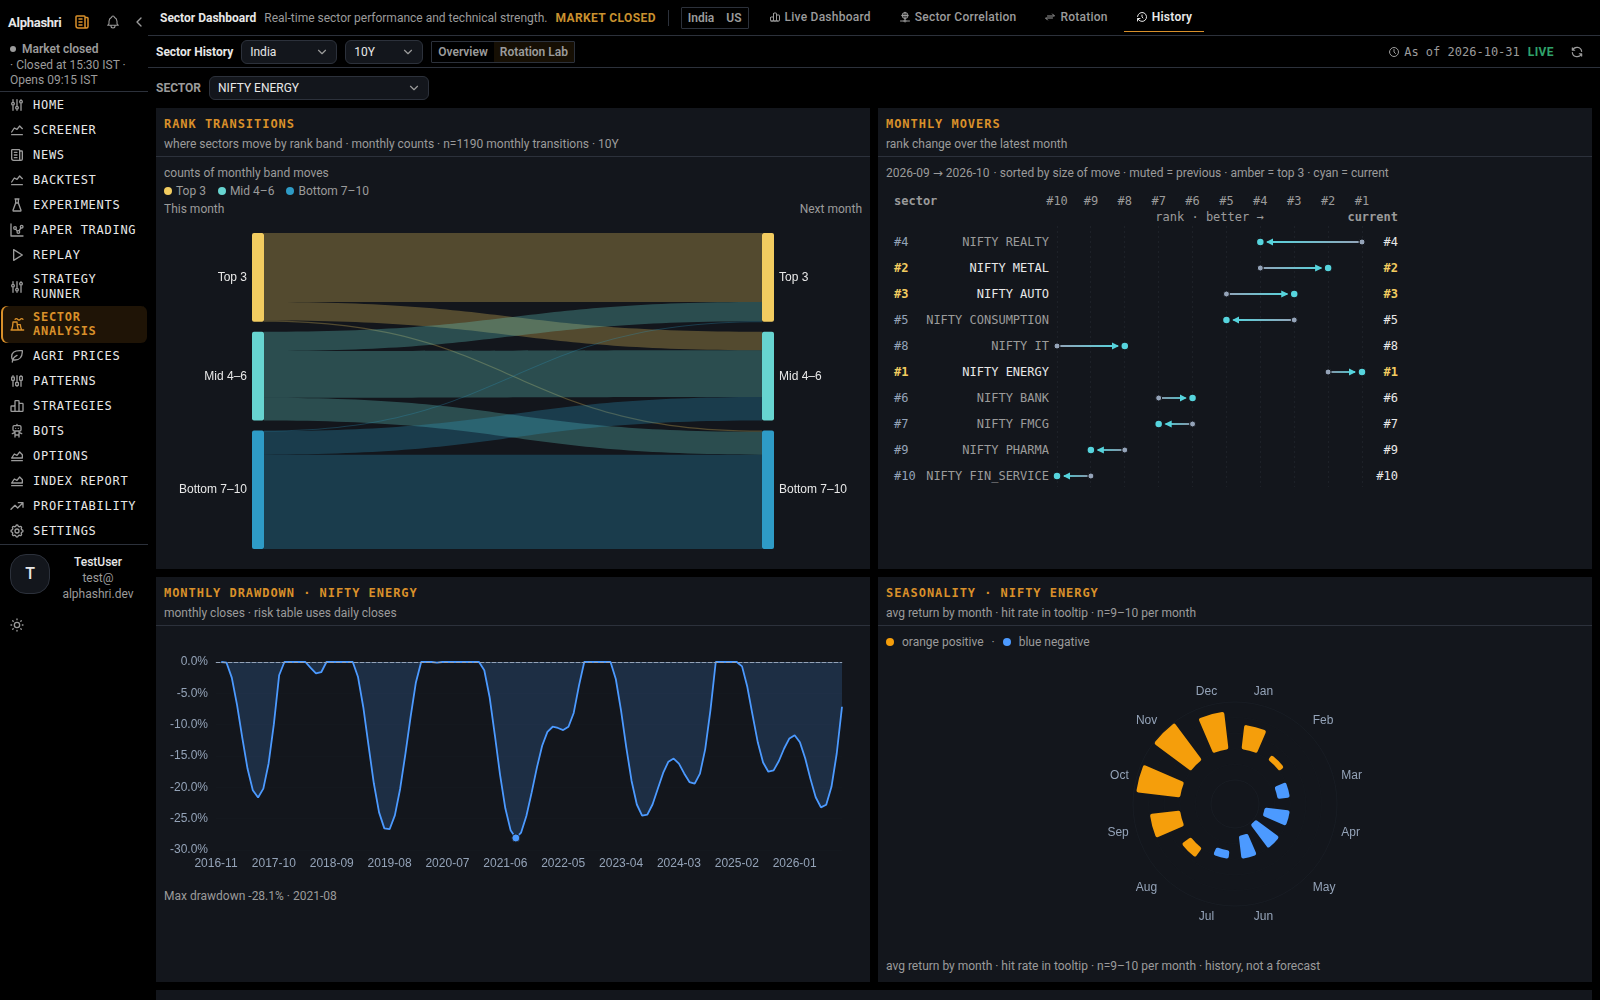 Alphashri
Market closed
· Closed at 15:30 IST ·
Opens 09:15 IST
HOME
SCREENER
NEWS
BACKTEST
EXPERIMENTS
PAPER TRADING
REPLAY
STRATEGY
RUNNER
SECTOR
ANALYSIS
AGRI PRICES
PATTERNS
STRATEGIES
BOTS
OPTIONS
INDEX REPORT
PROFITABILITY
SETTINGS
T
TestUser
test@
alphashri.dev
Sector Dashboard Real-time sector performance and technical strength. MARKET CLOSED India US Live Dashboard Sector Correlation Rotation History
Sector History India 10Y Overview Rotation Lab As of 2026-10-31 LIVE
SECTOR NIFTY ENERGY
RANK TRANSITIONS
where sectors move by rank band · monthly counts · n=1190 monthly transitions · 10Y
counts of monthly band moves
Top 3 Mid 4–6 Bottom 7–10
This month Next month
Top 3 Top 3
Mid 4–6 Mid 4–6
Bottom 7–10 Bottom 7–10
MONTHLY MOVERS
rank change over the latest month
2026-09 → 2026-10 · sorted by size of move · muted = previous · amber = top 3 · cyan = current
sector #10 #9 #8 #7 #6 #5 #4 #3 #2 #1
rank · better → current
#4 NIFTY REALTY #4
#2 NIFTY METAL #2
#3 NIFTY AUTO #3
#5 NIFTY CONSUMPTION #5
#8 NIFTY IT #8
#1 NIFTY ENERGY #1
#6 NIFTY BANK #6
#7 NIFTY FMCG #7
#9 NIFTY PHARMA #9
#10 NIFTY FIN_SERVICE #10
MONTHLY DRAWDOWN · NIFTY ENERGY
monthly closes · risk table uses daily closes
0.0%
-5.0%
-10.0%
-15.0%
-20.0%
-25.0%
-30.0%
2016-11 2017-10 2018-09 2019-08 2020-07 2021-06 2022-05 2023-04 2024-03 2025-02 2026-01
Max drawdown -28.1% · 2021-08
SEASONALITY · NIFTY ENERGY
avg return by month · hit rate in tooltip · n=9–10 per month
orange positive · blue negative
Dec Jan
Nov Feb
Oct Mar
Sep Apr
Aug May
Jul Jun
avg return by month · hit rate in tooltip · n=9–10 per month · history, not a forecast